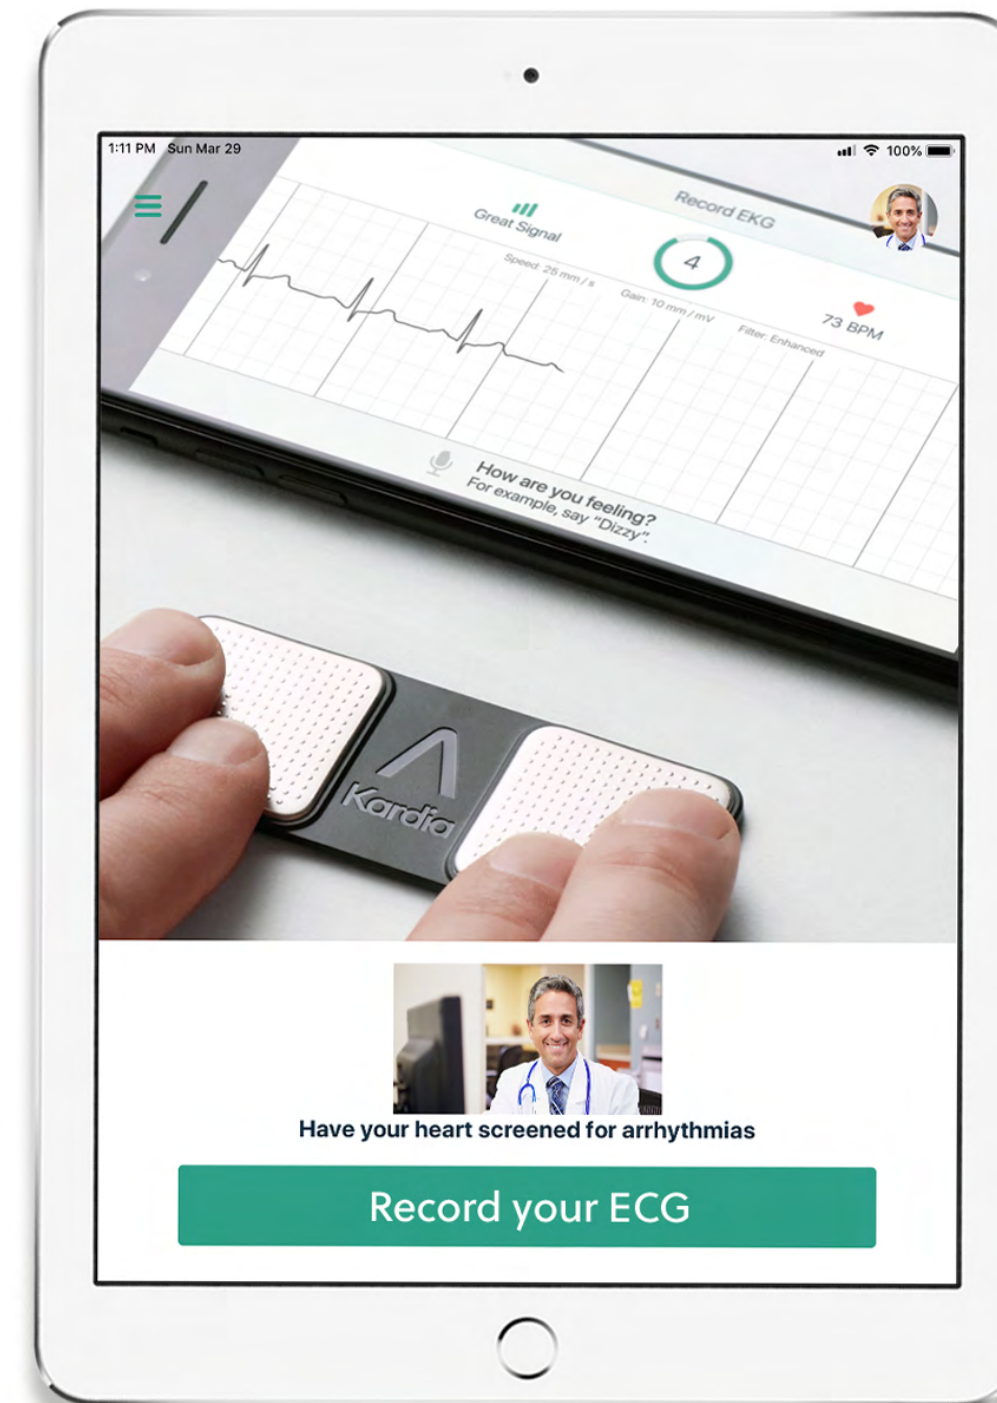 1:11 PM Sun Mar 29
100%
Record EKG
Great Signal
4
73 BPM
Speed: 25 mm / s
Gain: 10 mm / mV
Filter: Enhanced
How are you feeling?
For example, say "Dizzy".
Kardia
Have your heart screened for arrhythmias
Record your ECG